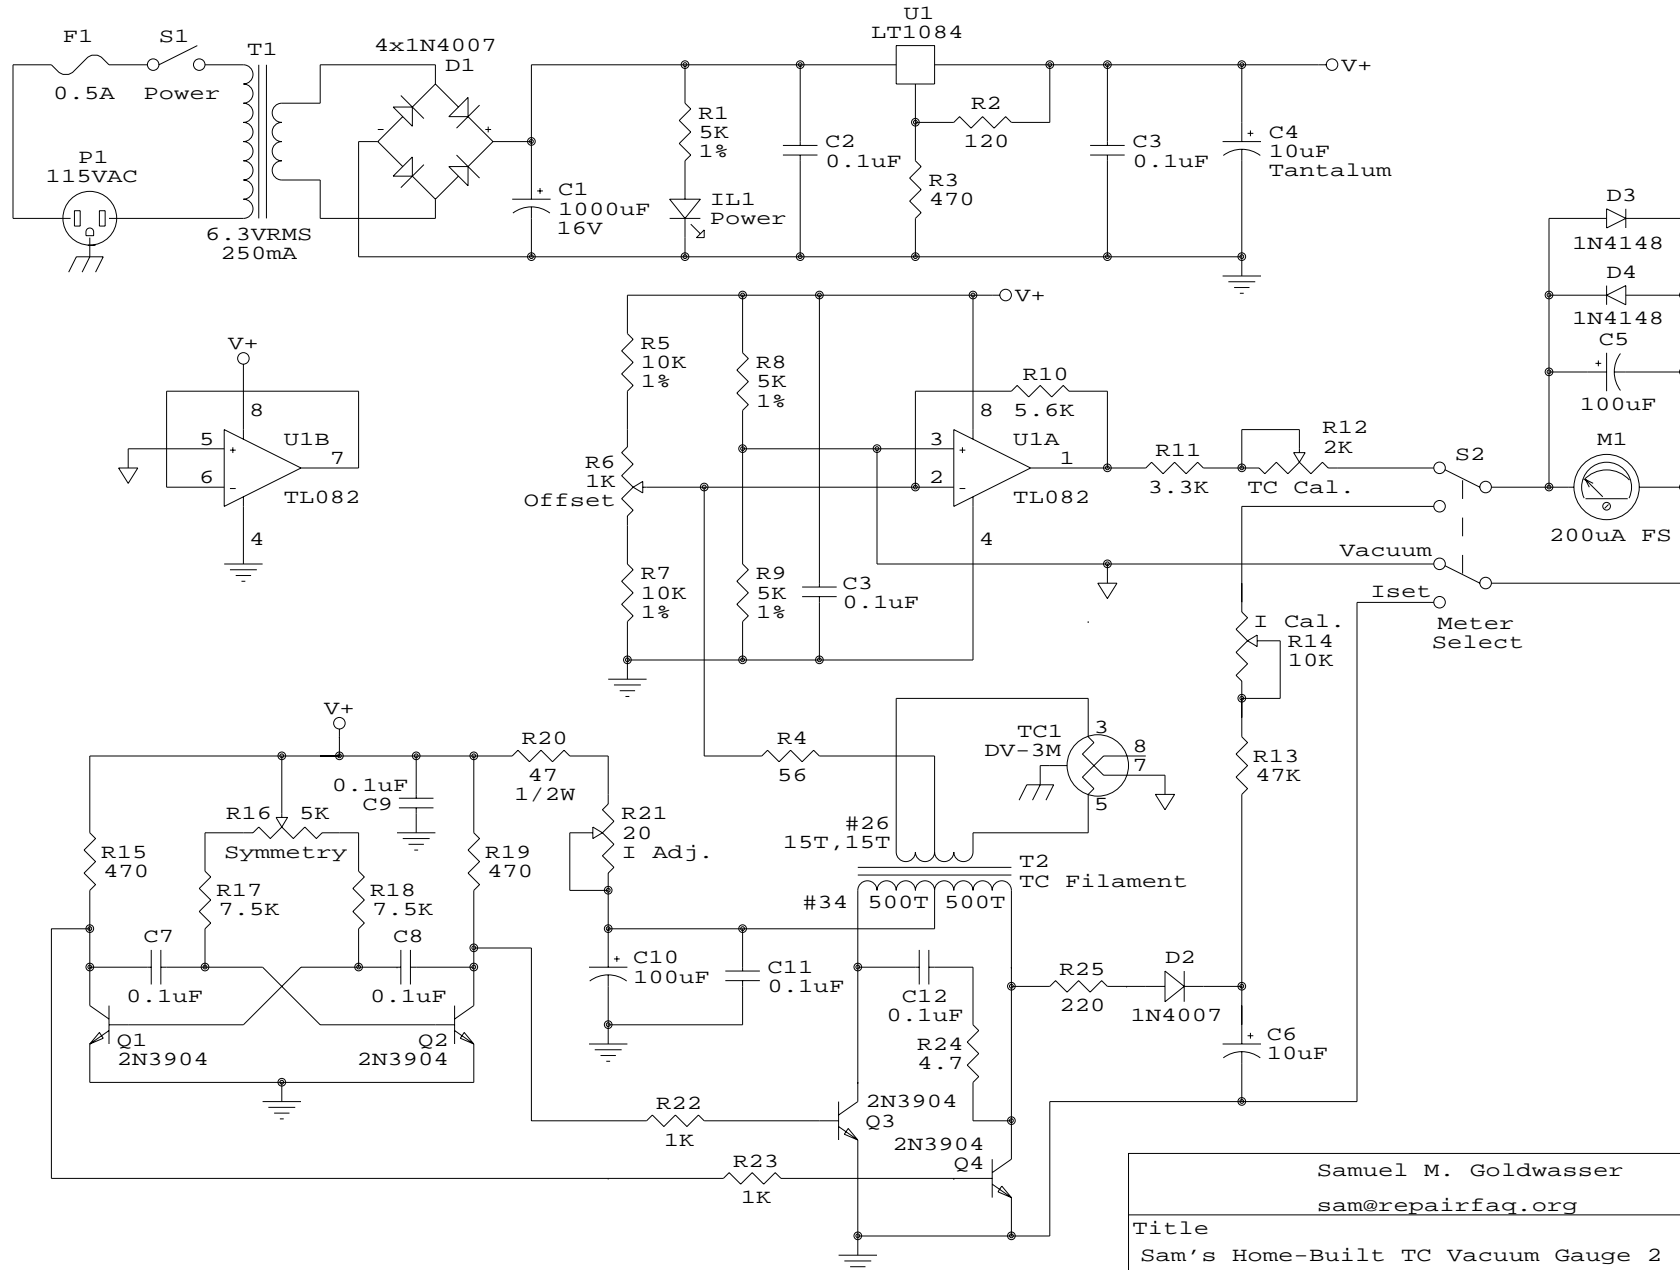 F1
0.5A
S1
Power
T1
P1
115VAC
6.3VRMS
250mA
4x1N4007
D1
-
+
+
C1
1000uF
16V
R1
5K
1%
IL1
Power
C2
0.1uF
U1
LT1084
R2
120
R3
470
C3
0.1uF
+
C4
10uF
Tantalum
V+
D3
1N4148
D4
1N4148
C5
+
100uF
M1
200uA FS
V+
8
5
+
6
-
U1B
7
TL082
4
V+
R5
10K
1%
R6
1K
Offset
R7
10K
1%
R8
5K
1%
R9
5K
1%
C3
0.1uF
R10
5.6K
8
3
+
2
-
U1A
1
TL082
4
R11
3.3K
R12
2K
TC Cal.
S2
Vacuum
Iset
Meter
Select
I Cal.
R14
10K
R13
47K
R4
56
TC1
DV-3M
3
8
7
5
#26
15T,15T
T2
TC Filament
#34
500T
500T
V+
0.1uF
C9
R20
47
1/2W
R21
20
I Adj.
R16
5K
Symmetry
R15
470
R17
7.5K
R18
7.5K
R19
470
C7
0.1uF
C8
0.1uF
Q1
2N3904
Q2
2N3904
+
C10
100uF
C11
0.1uF
C12
0.1uF
R24
4.7
R25
220
D2
1N4007
+
C6
10uF
R22
1K
2N3904
Q3
2N3904
Q4
R23
1K
Samuel M. Goldwasser
sam@repairfaq.org
Title
Sam's Home-Built TC Vacuum Gauge 2